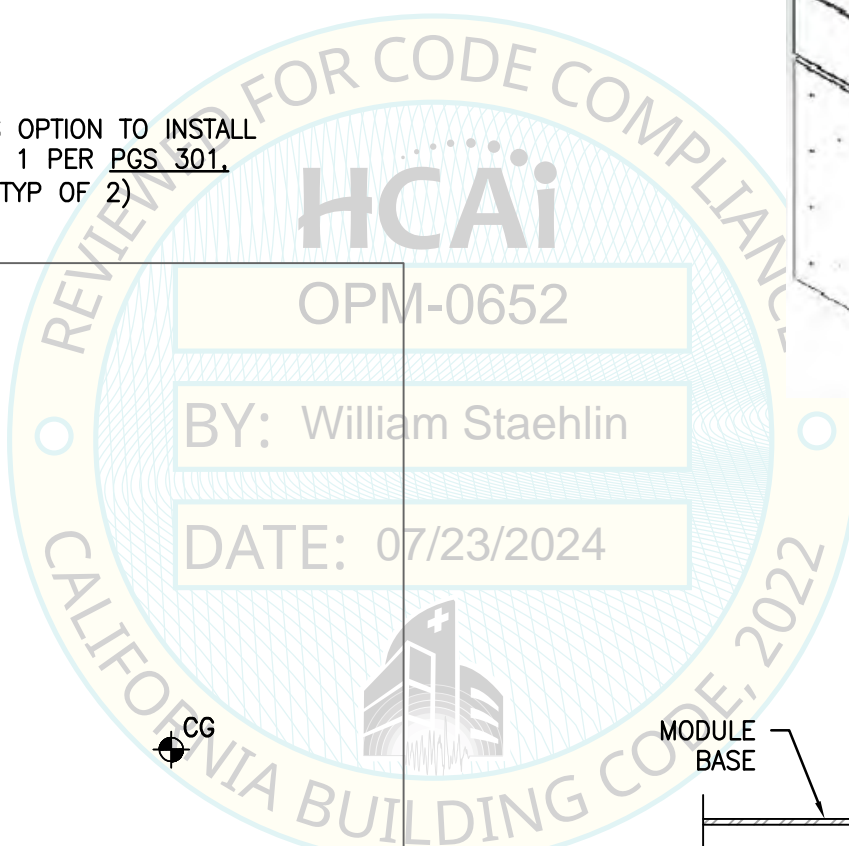 OPTION TO INSTALL
1 PER PGS 301,
TYP OF 2)
REVIEWED FOR CODE COMPLIANCE
HCAi
OPM-0652
BY: William Staehlin
DATE: 07/23/2024
CG
MODULE
BASE
CALIFORNIA BUILDING CODE, 2022